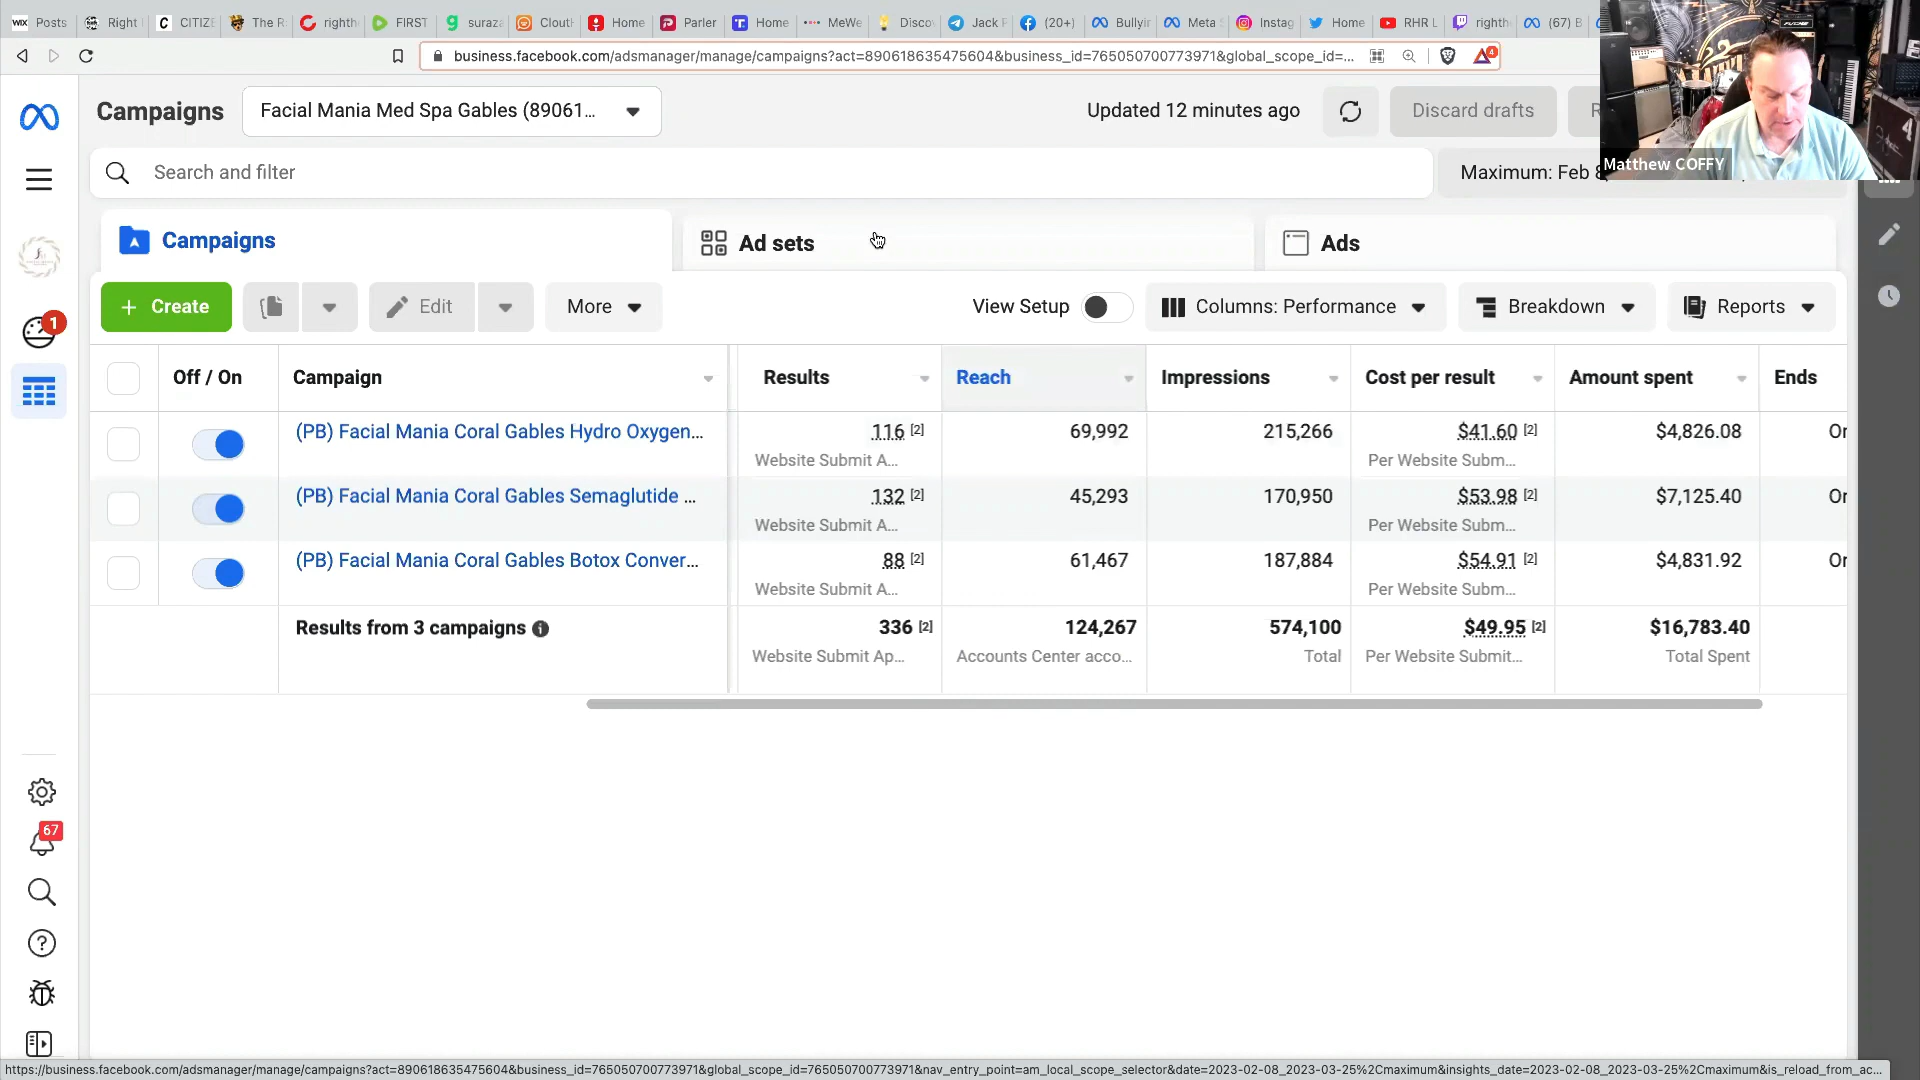 WIX Posts Right C CITIZE The R righth FIRST suraza Clouth Home Parler Home MeWe Disco Jack P (20+) Bullyin Meta Instag Home RHR L righth (67) B
business.facebook.com/adsmanager/manage/campaigns?act=890618635475604&business_id=765050700773971&global_scope_id=...
4
Campaigns
Facial Mania Med Spa Gables (89061...
Updated 12 minutes ago
Discard drafts
Matthew COFFY
Search and filter
Maximum: Feb 8
Campaigns
Ad sets
Ads
+ Create
Edit
More
View Setup
Columns: Performance
Breakdown
Reports
1
Off / On Campaign Results Reach Impressions Cost per result Amount spent Ends
(PB) Facial Mania Coral Gables Hydro Oxygen... 116 [2] 69,992 215,266 $41.60 [2] $4,826.08 Or
Website Submit A... Per Website Subm...
(PB) Facial Mania Coral Gables Semaglutide ... 132 [2] 45,293 170,950 $53.98 [2] $7,125.40 Or
Website Submit A... Per Website Subm...
(PB) Facial Mania Coral Gables Botox Conver... 88 [2] 61,467 187,884 $54.91 [2] $4,831.92 Or
Website Submit A... Per Website Subm...
Results from 3 campaigns 336 [2] 124,267 574,100 $49.95 [2] $16,783.40
Website Submit Ap... Accounts Center acco... Total Per Website Submit... Total Spent
67
https://business.facebook.com/adsmanager/manage/campaigns?act=890618635475604&business_id=765050700773971&global_scope_id=765050700773971&nav_entry_point=am_local_scope_selector&date=2023-02-08_2023-03-25%2Cmaximum&insights_date=2023-02-08_2023-03-25%2Cmaximum&is_reload_from_ac...